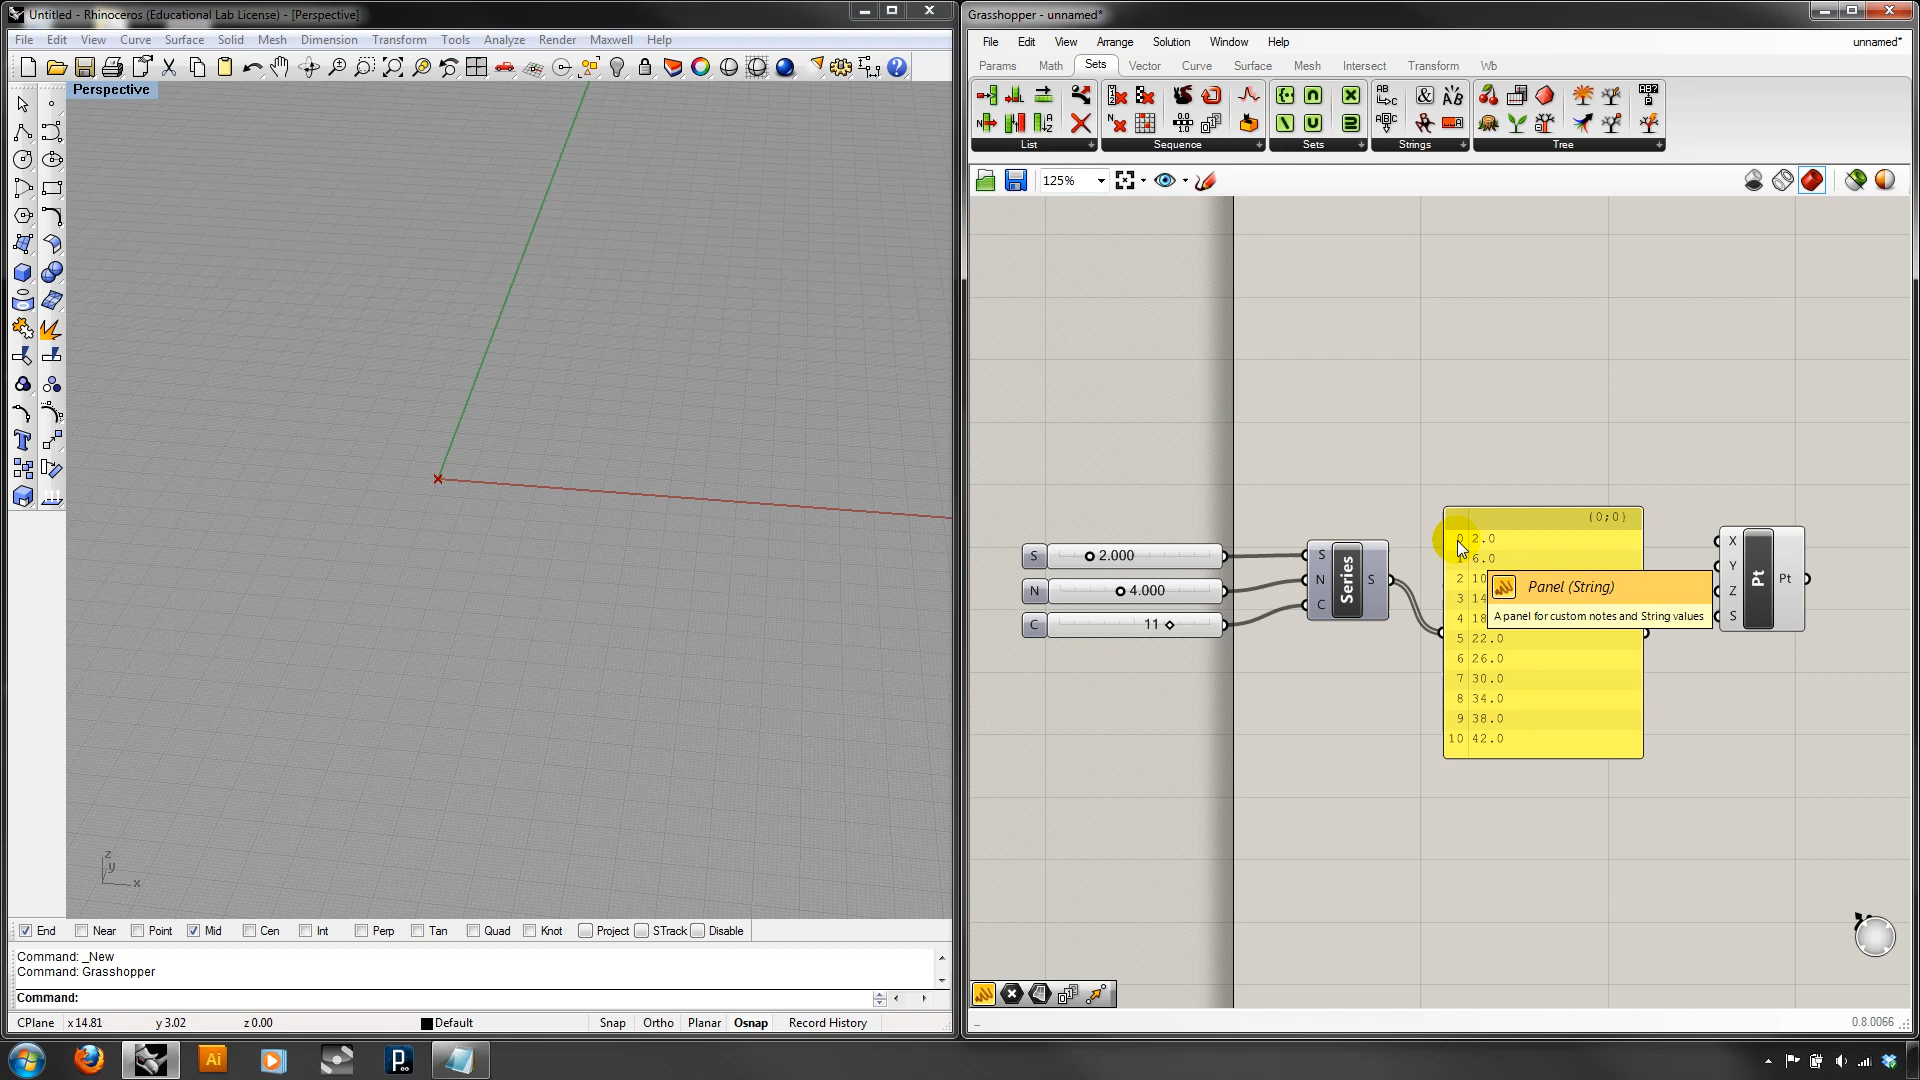 Untitled - Rhinoceros (Educational Lab License) - [Perspective]
File Edit View Curve Surface Solid Mesh Dimension Transform Tools Analyze Render Maxwell Help
Perspective
z
y
x
End Near Point Mid Cen Int Perp Tan Quad Knot Project STrack Disable
Command: _New
Command: Grasshopper
Command:
CPlane x 14.81 y 3.02 z 0.00 Default Snap Ortho Planar Osnap Record History
Grasshopper - unnamed*
File Edit View Arrange Solution Window Help unnamed*
Params Math Sets Vector Curve Surface Mesh Intersect Transform Wb
List Sequence Sets Strings Tree
125%
S 2.000
N 4.000
C 11
S
N
C
Series
S
{0;0}
0 2.0
1 6.0
2 10
3 14
4 18
5 22.0
6 26.0
7 30.0
8 34.0
9 38.0
10 42.0
Panel (String)
A panel for custom notes and String values
X
Y
Z
S
Pt
Pt
0.8.0066
Ai
P